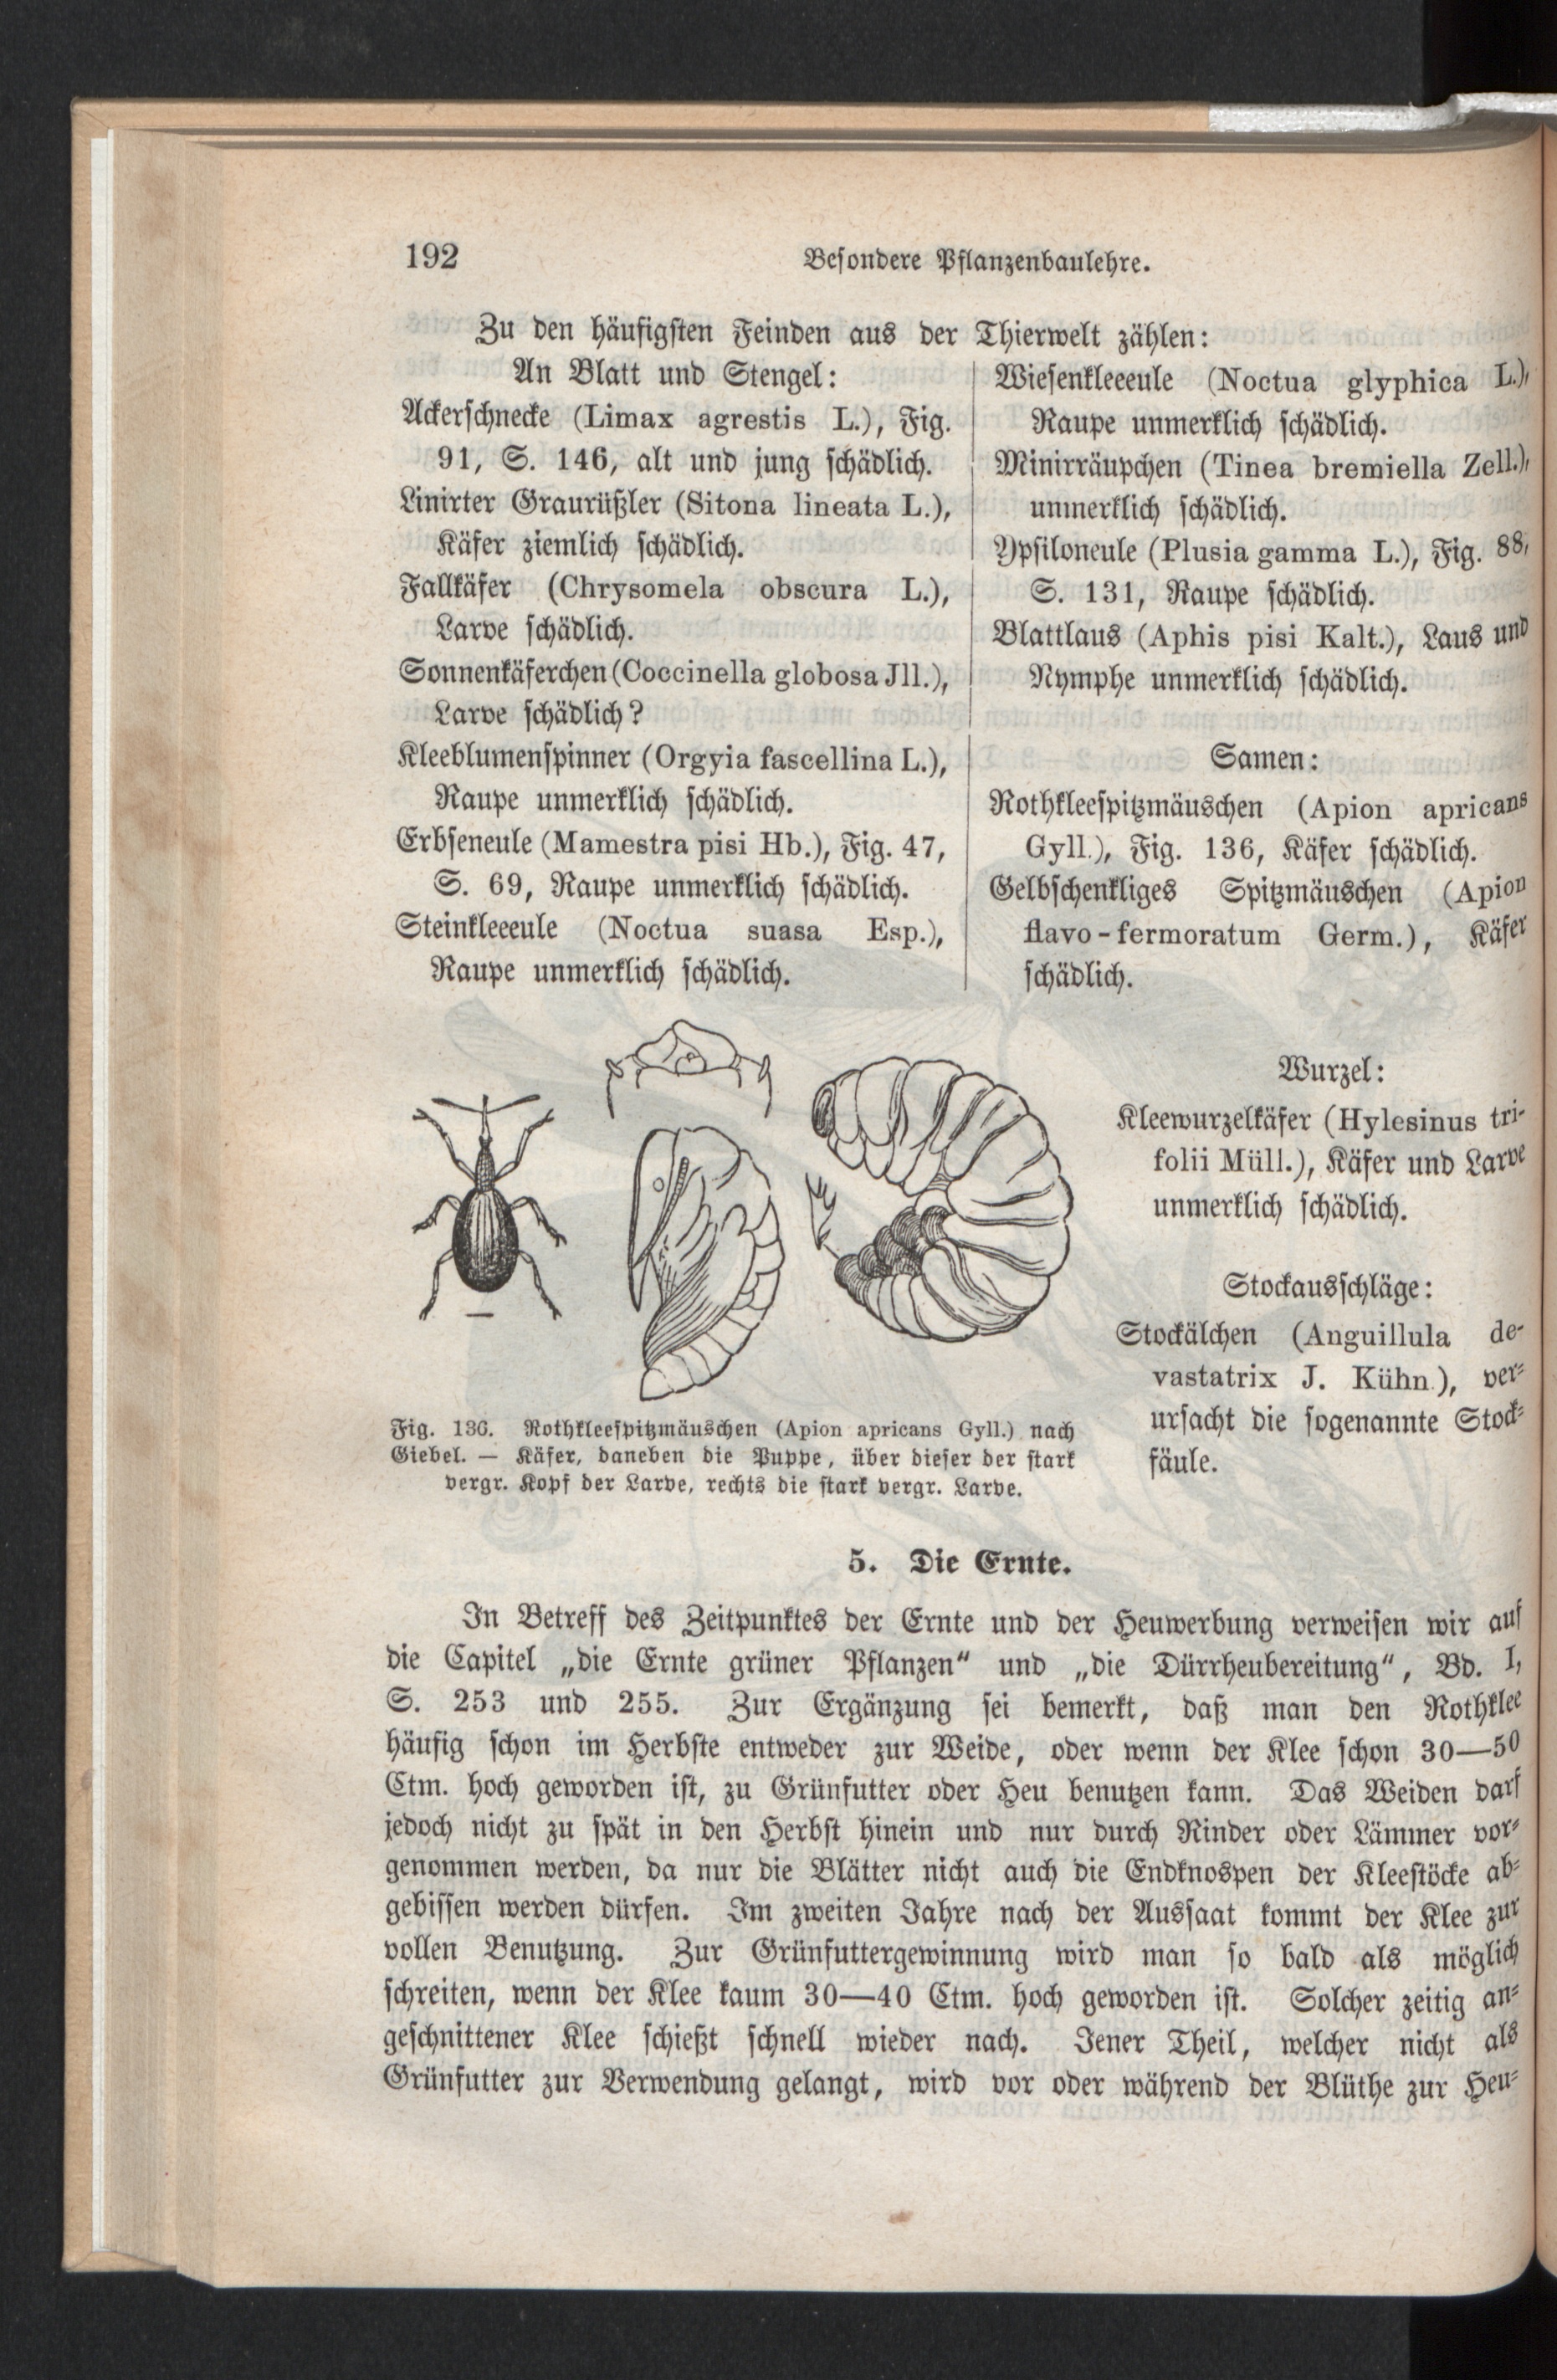 192
Besondere Pflanzenbaulehre.
Zu den häufigsten Feinden aus der Thierwelt zählen:
An Blatt und Stengel:
Ackerschnecke (Limax agrestis L.), Fig.
91, S. 146, alt und jung schädlich.
Linirter Graurüßler (Sitona lineata L.),
Käfer ziemlich schädlich.
Fallkäfer (Chrysomela obscura L.),
Larve schädlich.
Sonnenkäferchen (Coccinella globosa Jll.),
Larve schädlich?
Kleeblumenspinner (Orgyia fascellina L.),
Raupe unmerklich schädlich.
Erbseneule (Mamestra pisi Hb.), Fig. 47,
S. 69, Raupe unmerklich schädlich.
Steinkleeeule (Noctua suasa Esp.),
Raupe unmerklich schädlich.
Wiesenkleeeule (Noctua glyphica L.),
Raupe unmerklich schädlich.
Minirräupchen (Tinea bremiella Zell.),
unmerklich schädlich.
Ypsiloneule (Plusia gamma L.), Fig. 88,
S. 131, Raupe schädlich.
Blattlaus (Aphis pisi Kalt.), Laus und
Nymphe unmerklich schädlich.
Samen:
Rothkleespitzmäuschen (Apion apricans
Gyll.), Fig. 136, Käfer schädlich.
Gelbschenkliges Spitzmäuschen (Apion
flavo-fermoratum Germ.), Käfer
schädlich.
Wurzel:
Kleewurzelkäfer (Hylesinus tri-
folii Müll.), Käfer und Larve
unmerklich schädlich.
Stockausschläge:
Stockälchen (Anguillula de-
vastatrix J. Kühn.), ver-
ursacht die sogenannte Stock-
fäule.
Fig. 136. Rothkleespitzmäuschen (Apion apricans Gyll.) nach
Giebel. — Käfer, daneben die Puppe, über dieser der stark
vergr. Kopf der Larve, rechts die stark vergr. Larve.
5. Die Ernte.
In Betreff des Zeitpunktes der Ernte und der Heuwerbung verweisen wir auf
die Capitel „die Ernte grüner Pflanzen“ und „die Dürrheubereitung“, Bd. I,
S. 253 und 255. Zur Ergänzung sei bemerkt, daß man den Rothklee
häufig schon im Herbste entweder zur Weide, oder wenn der Klee schon 30—50
Ctm. hoch geworden ist, zu Grünfutter oder Heu benutzen kann. Das Weiden darf
jedoch nicht zu spät in den Herbst hinein und nur durch Rinder oder Lämmer vor-
genommen werden, da nur die Blätter nicht auch die Endknospen der Kleestöcke ab-
gebissen werden dürfen. Im zweiten Jahre nach der Aussaat kommt der Klee zur
vollen Benutzung. Zur Grünfuttergewinnung wird man so bald als möglich
schreiten, wenn der Klee kaum 30—40 Ctm. hoch geworden ist. Solcher zeitig an-
geschnittener Klee schießt schnell wieder nach. Jener Theil, welcher nicht als
Grünfutter zur Verwendung gelangt, wird vor oder während der Blüthe zur Heu-